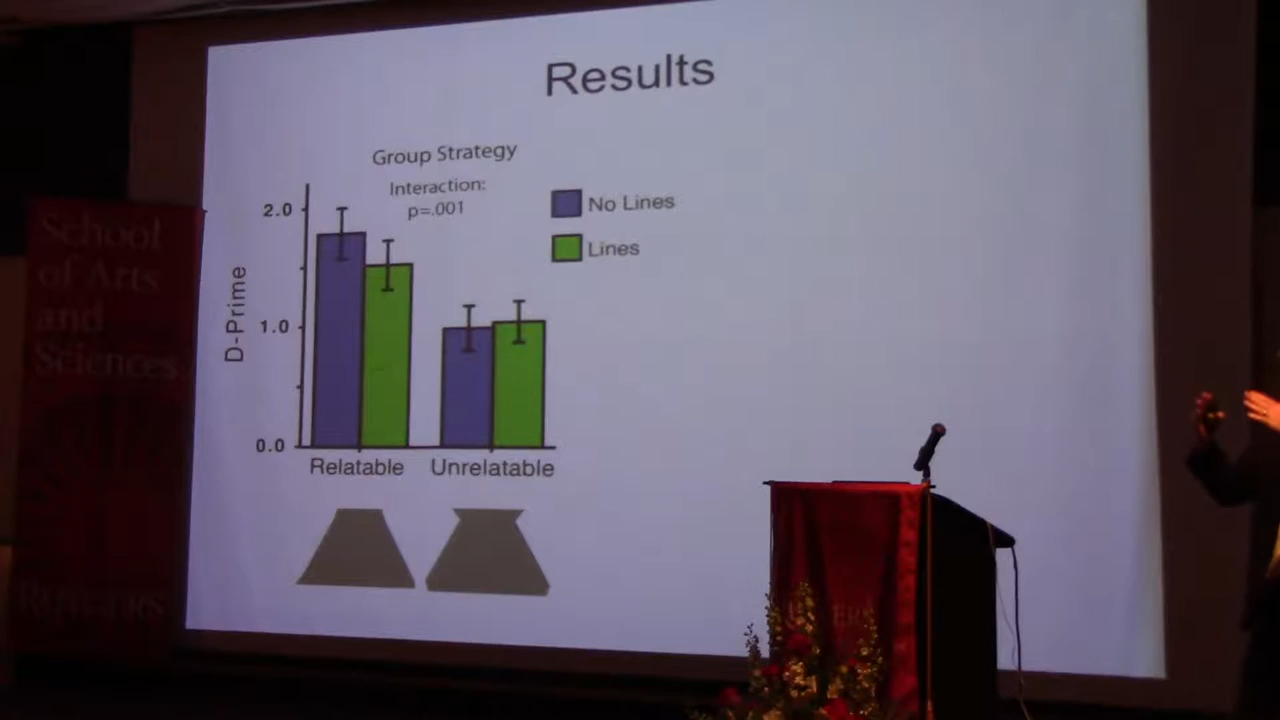 Results
Group Strategy
Interaction:
p=.001
No Lines
Lines
2.0
1.0
0.0
D-Prime
Relatable
Unrelatable
School
of Arts
and
Sciences
RUTGERS